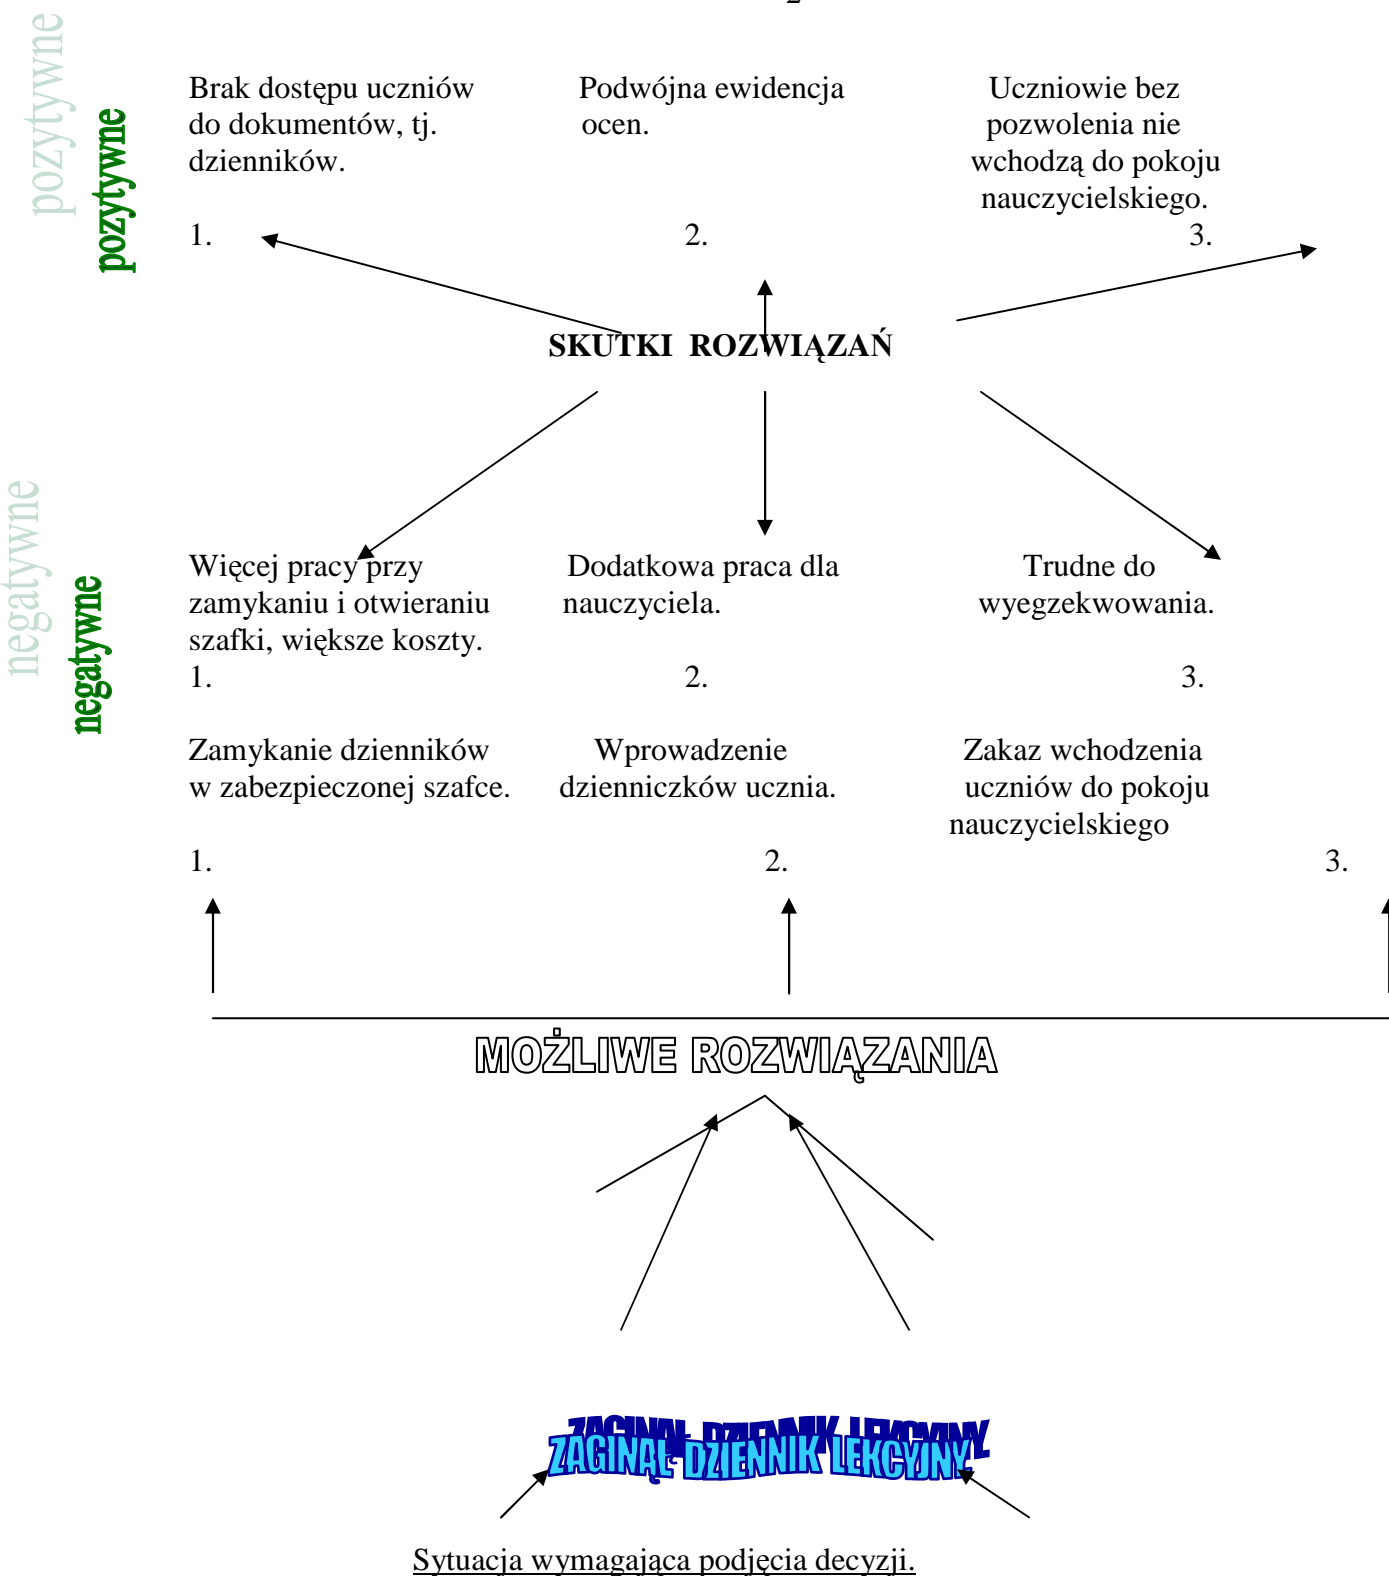 2
pozytywne
pozytywne
Brak dostępu uczniów Podwójna ewidencja Uczniowie bez
do dokumentów, tj. ocen. pozwolenia nie
dzienników. wchodzą do pokoju
nauczycielskiego.
1. 2. 3.
SKUTKI ROZWIĄZAŃ
negatywne
negatywne
Więcej pracy przy Dodatkowa praca dla Trudne do
zamykaniu i otwieraniu nauczyciela. wyegzekwowania.
szafki, większe koszty.
1. 2. 3.
Zamykanie dzienników Wprowadzenie Zakaz wchodzenia
w zabezpieczonej szafce. dzienniczków ucznia. uczniów do pokoju
nauczycielskiego
1. 2. 3.
MOŻLIWE ROZWIĄZANIA
ZAGINĄŁ DZIENNIK LEKCYJNY
Sytuacja wymagająca podjęcia decyzji.